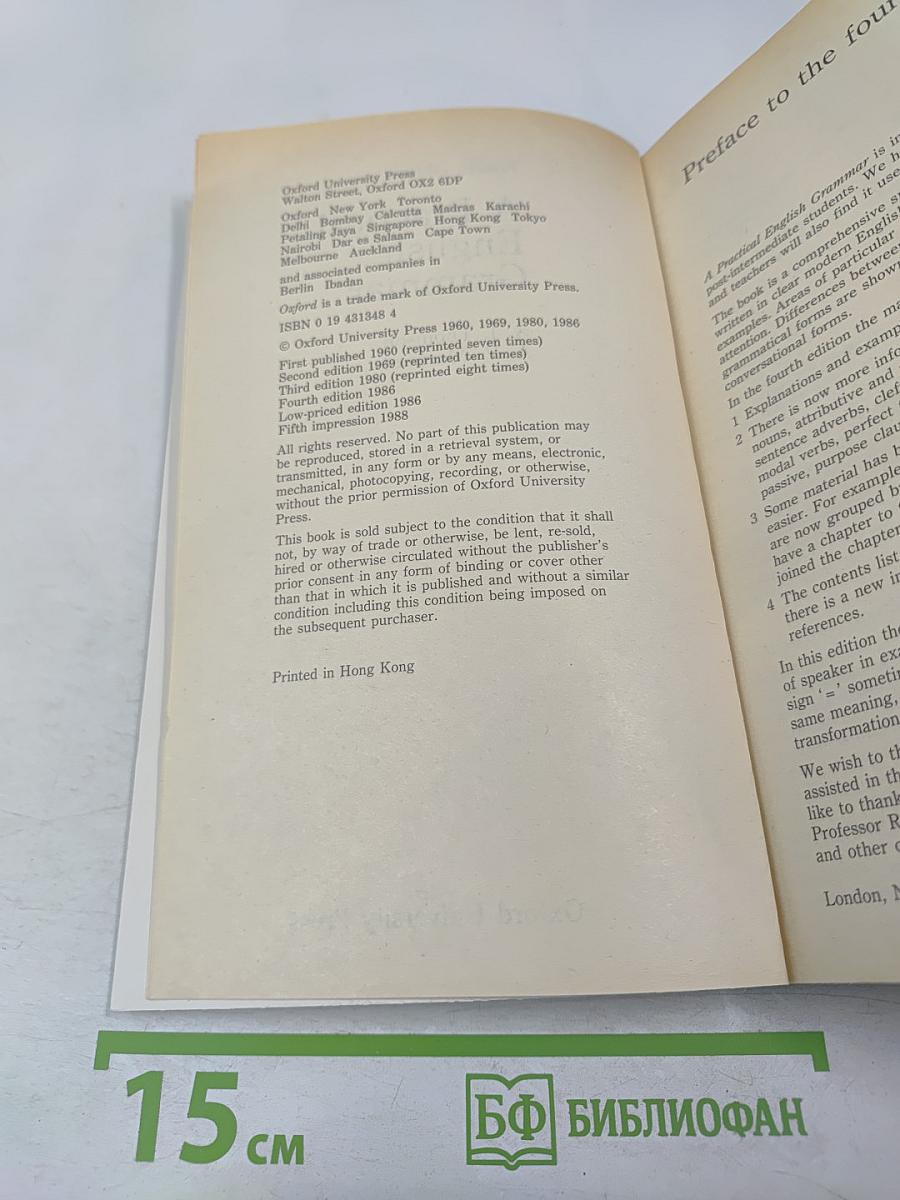 Oxford University Press
Walton Street, Oxford OX2 6DP
Oxford New York Toronto
Delhi Bombay Calcutta Madras Karachi
Petaling Jaya Singapore Hong Kong Tokyo
Nairobi Dar es Salaam Cape Town
Melbourne Auckland
and associated companies in
Berlin Ibadan
Oxford is a trade mark of Oxford University Press.
ISBN 0 19 431348 4
© Oxford University Press 1960, 1969, 1980, 1986
First published 1960 (reprinted seven times)
Second edition 1969 (reprinted ten times)
Third edition 1980 (reprinted eight times)
Fourth edition 1986
Low-priced edition 1986
Fifth impression 1988
All rights reserved. No part of this publication may
be reproduced, stored in a retrieval system, or
transmitted, in any form or by any means, electronic,
mechanical, photocopying, recording, or otherwise,
without the prior permission of Oxford University
Press.
This book is sold subject to the condition that it shall
not, by way of trade or otherwise, be lent, re-sold,
hired or otherwise circulated without the publisher's
prior consent in any form of binding or cover other
than that in which it is published and without a similar
condition including this condition being imposed on
the subsequent purchaser.
Printed in Hong Kong
Preface to the four
A Practical English Grammar is in
post-intermediate students. We h
and teachers will also find it use
The book is a comprehensive su
written in clear modern English
examples. Areas of particular
attention. Differences between
grammatical forms are shown
conversational forms.
In the fourth edition the ma
1 Explanations and examp
2 There is now more info
nouns, attributive and
sentence adverbs, clef
modal verbs, perfect
passive, purpose clau
3 Some material has b
easier. For example
are now grouped by
have a chapter to
joined the chapter
4 The contents list
there is a new in
references.
In this edition the
of speaker in exa
sign '=' someti
same meaning,
transformation
We wish to th
assisted in th
like to thank
Professor R
and other c
London, N
15 см
БФ БИБЛИОФАН